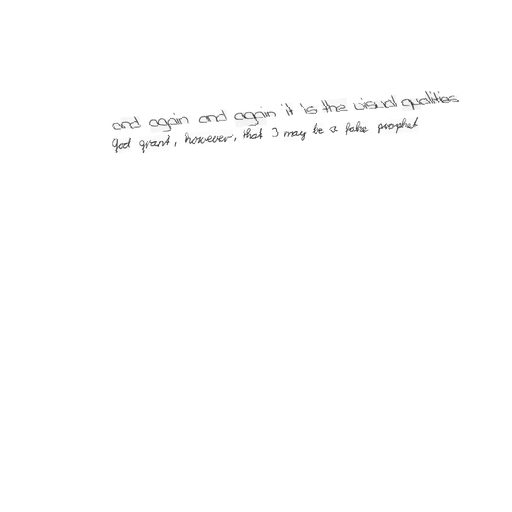 and again and again it is the visual qualities
God grant, however, that I may be a false prophet